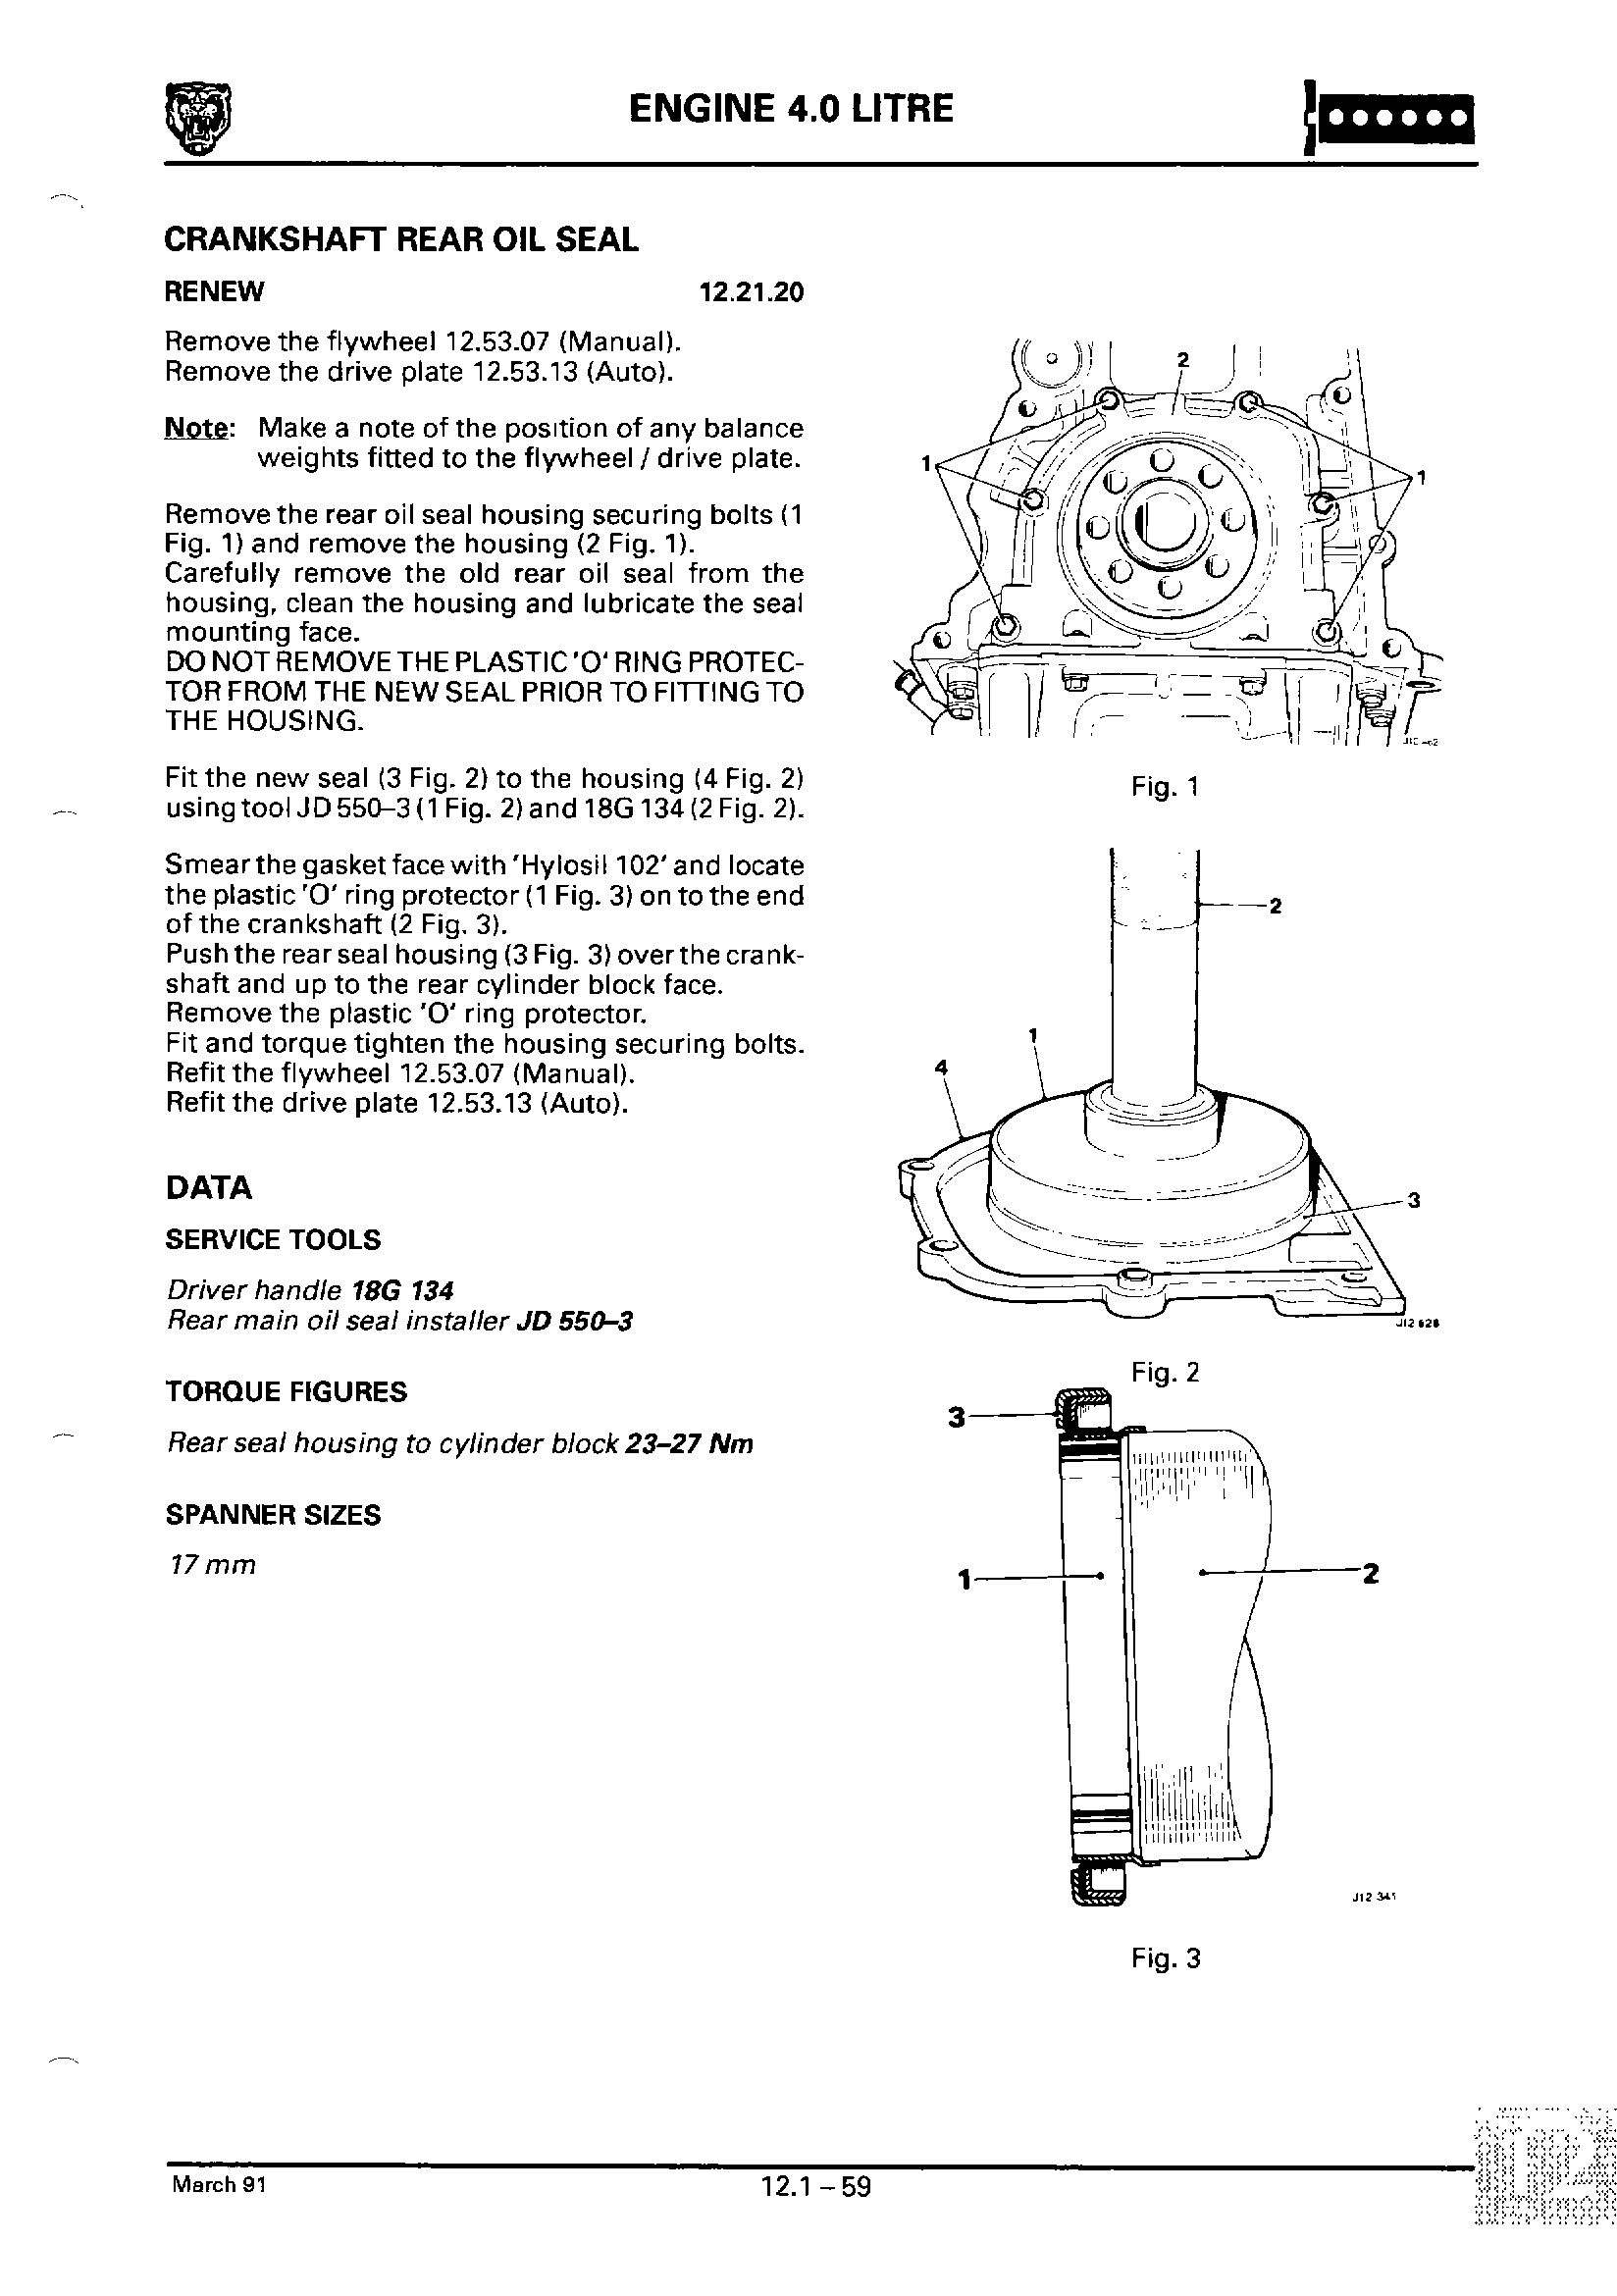 ENGINE 4.0 LITRE
CRANKSHAFT REAR OIL SEAL
RENEW 12.21.20
Remove the flywheel 12.53.07 (Manual).
Remove the drive plate 12.53.13 (Auto).
Note: Make a note of the position of any balance
weights fitted to the flywheel / drive plate.
Remove the rear oil seal housing securing bolts (1
Fig. 1) and remove the housing (2 Fig. 1).
Carefully remove the old rear oil seal from the
housing, clean the housing and lubricate the seal
mounting face.
DO NOT REMOVE THE PLASTIC 'O' RING PROTEC-
TOR FROM THE NEW SEAL PRIOR TO FITTING TO
THE HOUSING.
Fit the new seal (3 Fig. 2) to the housing (4 Fig. 2)
using tool JD 550–3 (1 Fig. 2) and 18G 134 (2 Fig. 2).
Smear the gasket face with 'Hylosil 102' and locate
the plastic 'O' ring protector (1 Fig. 3) on to the end
of the crankshaft (2 Fig. 3).
Push the rear seal housing (3 Fig. 3) over the crank-
shaft and up to the rear cylinder block face.
Remove the plastic 'O' ring protector.
Fit and torque tighten the housing securing bolts.
Refit the flywheel 12.53.07 (Manual).
Refit the drive plate 12.53.13 (Auto).
DATA
SERVICE TOOLS
Driver handle 18G 134
Rear main oil seal installer JD 550–3
TORQUE FIGURES
Rear seal housing to cylinder block 23–27 Nm
SPANNER SIZES
17 mm
2
1
1
Fig. 1
2
1
4
3
J12 628
Fig. 2
3
1
2
J12 341
Fig. 3
March 91
12.1 – 59
12